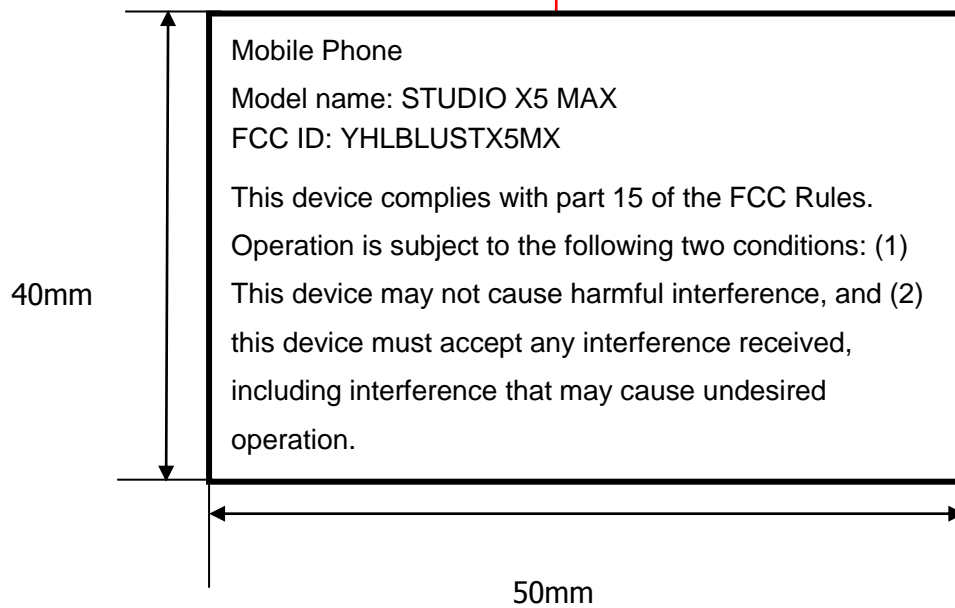 Mobile Phone
Model name: STUDIO X5 MAX
FCC ID: YHLBLUSTX5MX
This device complies with part 15 of the FCC Rules.
Operation is subject to the following two conditions: (1)
This device may not cause harmful interference, and (2)
this device must accept any interference received,
including interference that may cause undesired
operation.
40mm
50mm